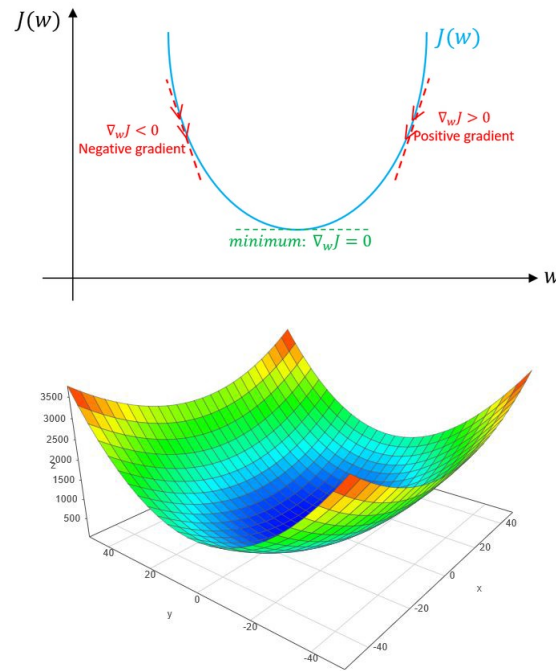 J(w)
J(w)
∇wJ < 0
Negative gradient
∇wJ > 0
Positive gradient
minimum: ∇wJ = 0
w
3500
3000
2500
2000
1500
1000
500
z
40
20
0
-20
-40
y
40
20
0
-20
-40
x